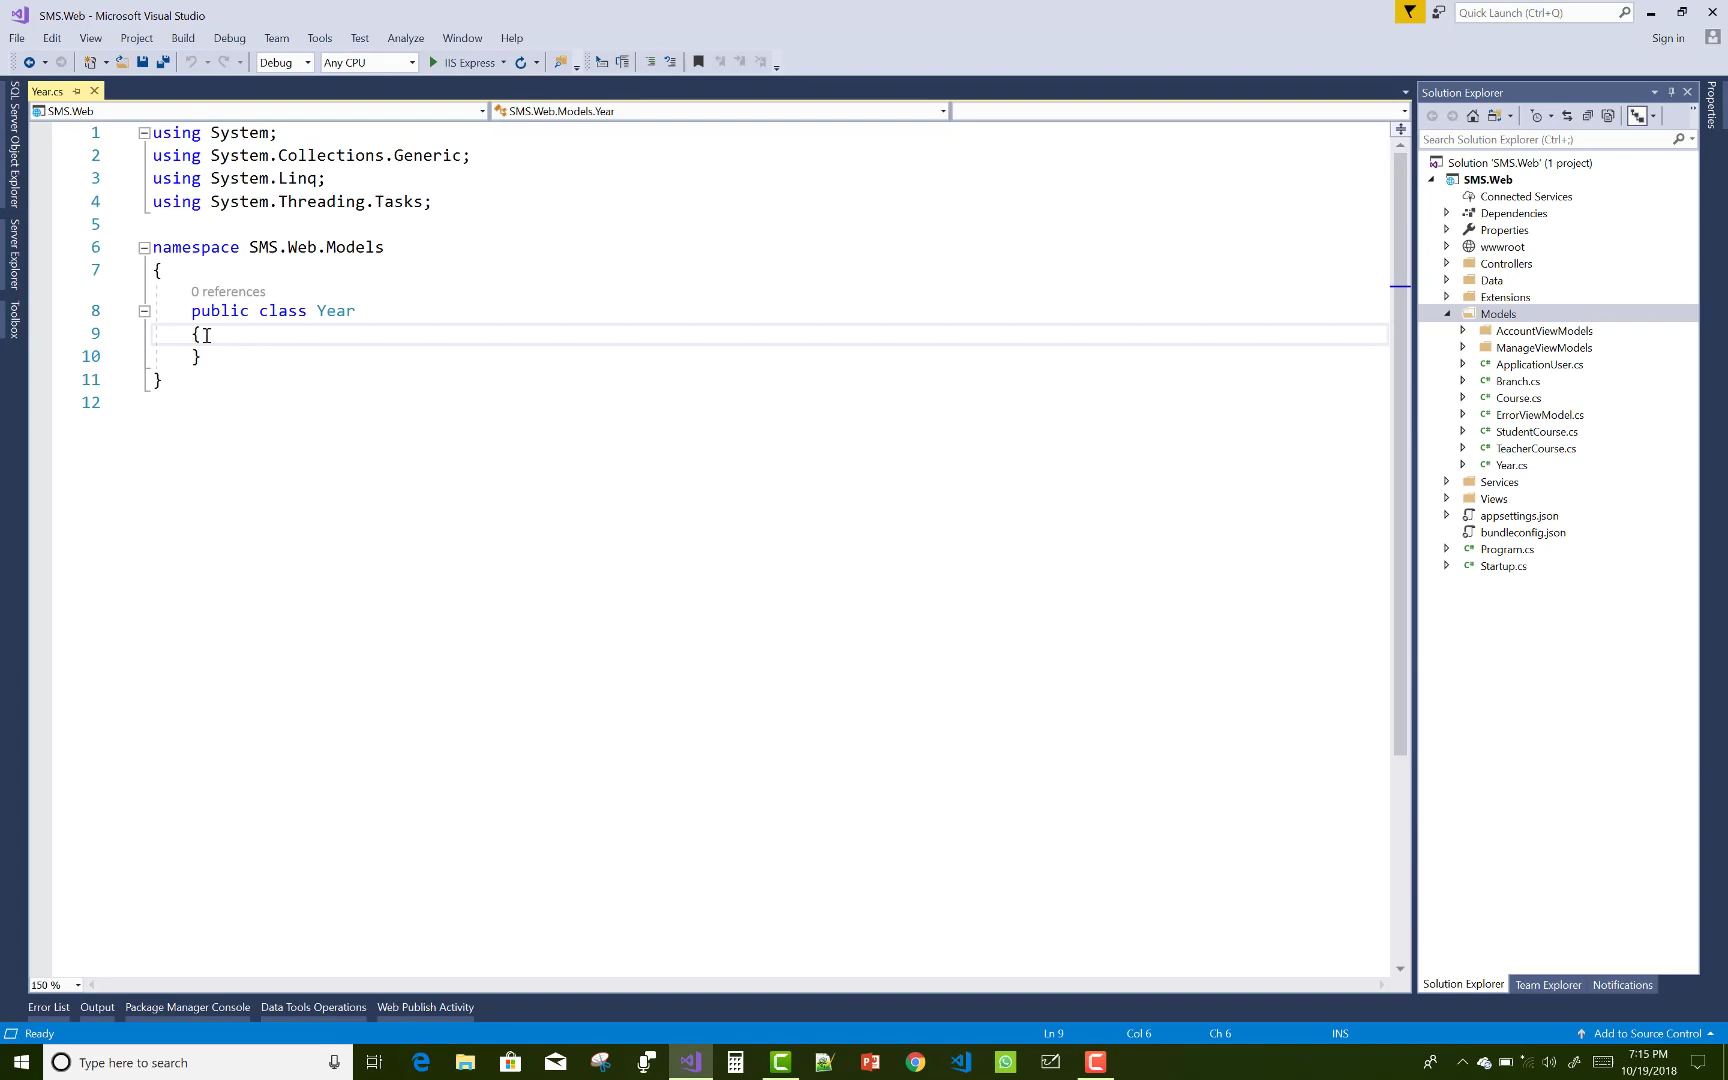 SMS.Web - Microsoft Visual Studio
Quick Launch (Ctrl+Q)
File Edit View Project Build Debug Team Tools Test Analyze Window Help
Sign in
Debug Any CPU IIS Express
Year.cs
SMS.Web SMS.Web.Models.Year
SQL Server Object Explorer
Server Explorer
Toolbox
1 using System;
2 using System.Collections.Generic;
3 using System.Linq;
4 using System.Threading.Tasks;
5
6 namespace SMS.Web.Models
7 {
0 references
8 public class Year
9 {
10 }
11 }
12
150 %
Solution Explorer
Search Solution Explorer (Ctrl+;)
Solution 'SMS.Web' (1 project)
SMS.Web
Connected Services
Dependencies
Properties
wwwroot
Controllers
Data
Extensions
Models
AccountViewModels
ManageViewModels
C# ApplicationUser.cs
C# Branch.cs
C# Course.cs
C# ErrorViewModel.cs
C# StudentCourse.cs
C# TeacherCourse.cs
C# Year.cs
Services
Views
appsettings.json
bundleconfig.json
C# Program.cs
C# Startup.cs
Solution Explorer Team Explorer Notifications
Properties
Error List Output Package Manager Console Data Tools Operations Web Publish Activity
Ready Ln 9 Col 6 Ch 6 INS Add to Source Control
Type here to search
7:15 PM
10/19/2018